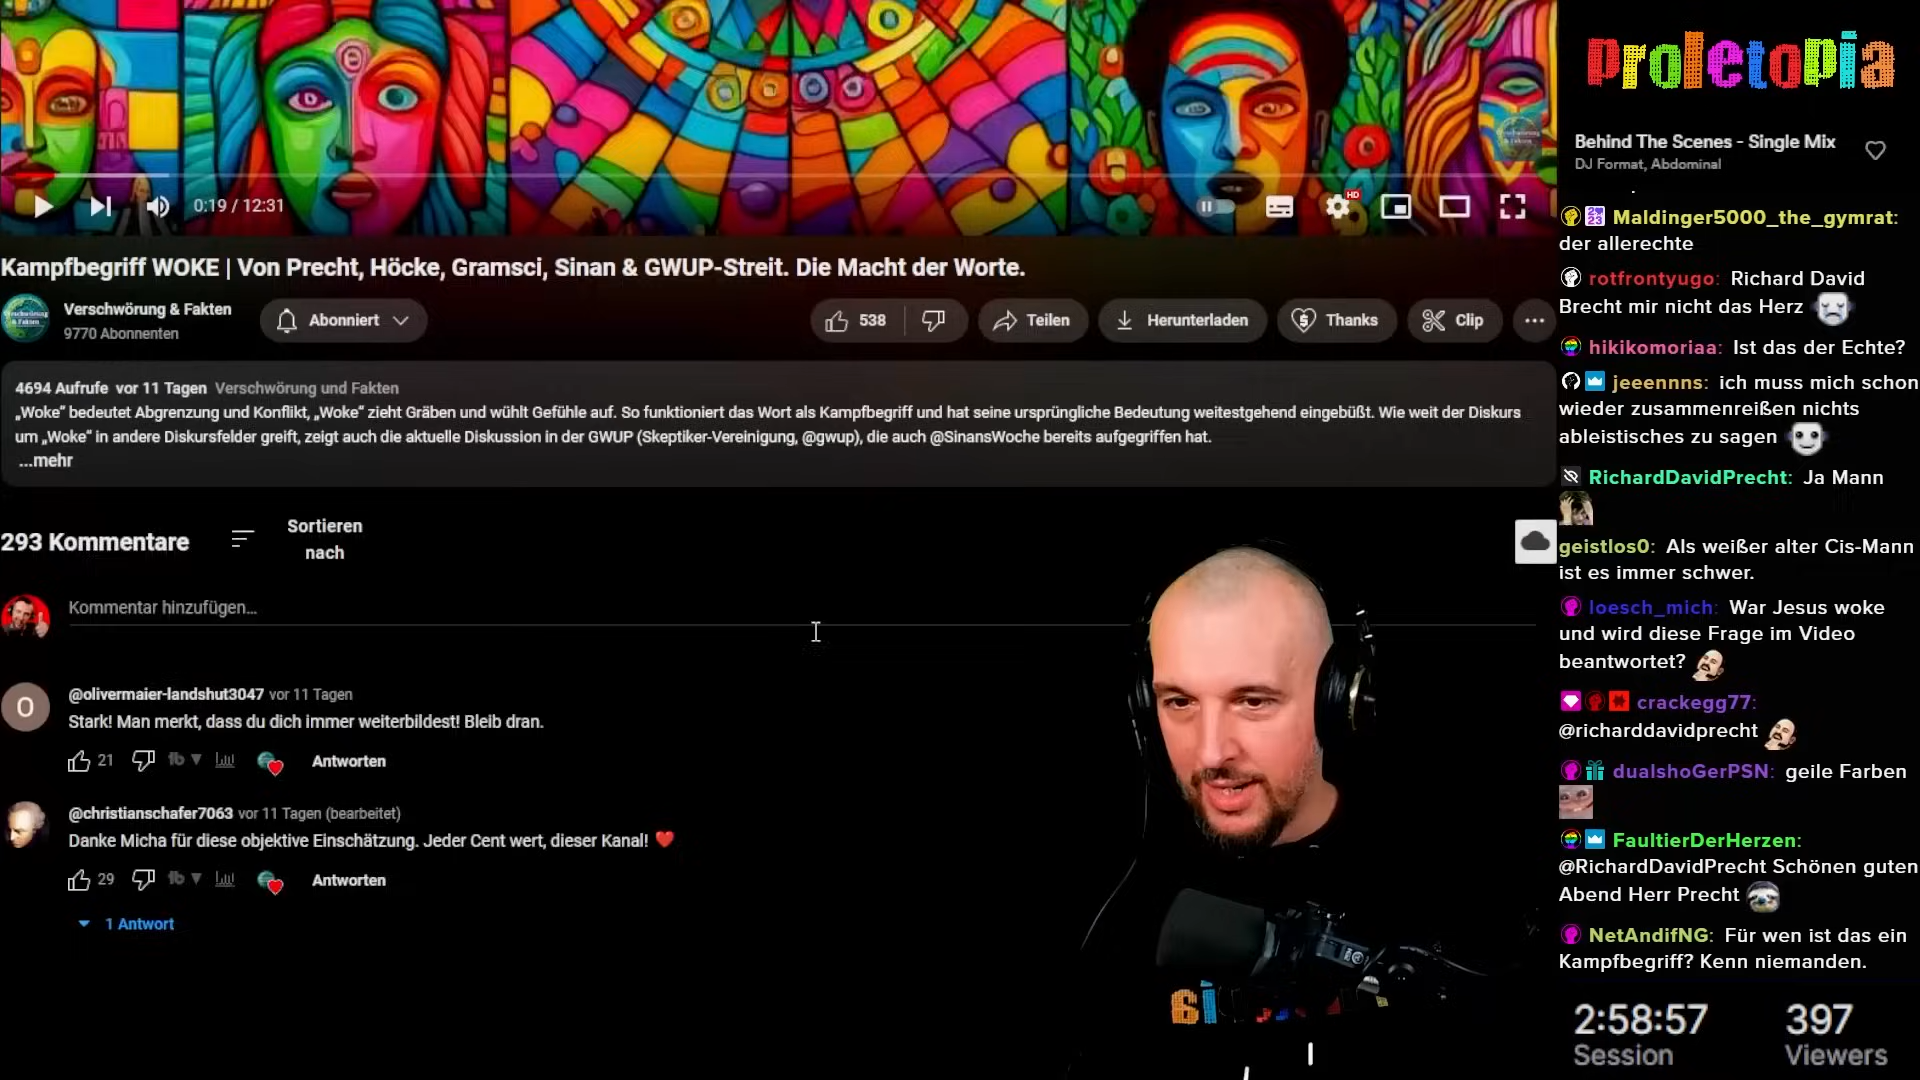 Proletopia
Behind The Scenes - Single Mix
DJ Format, Abdominal
0:19 / 12:31
HD
Kampfbegriff WOKE | Von Precht, Höcke, Gramsci, Sinan & GWUP-Streit. Die Macht der Worte.
Verschwörung & Fakten
9770 Abonnenten
Abonniert
538
Teilen
Herunterladen
Thanks
Clip
4694 Aufrufe vor 11 Tagen Verschwörung und Fakten
„Woke“ bedeutet Abgrenzung und Konflikt, „Woke“ zieht Gräben und wühlt Gefühle auf. So funktioniert das Wort als Kampfbegriff und hat seine ursprüngliche Bedeutung weitestgehend eingebüßt. Wie weit der Diskurs
um „Woke“ in andere Diskursfelder greift, zeigt auch die aktuelle Diskussion in der GWUP (Skeptiker-Vereinigung, @gwup), die auch @SinansWoche bereits aufgegriffen hat.
...mehr
293 Kommentare
Sortieren
nach
Kommentar hinzufügen...
O
@olivermaier-landshut3047 vor 11 Tagen
Stark! Man merkt, dass du dich immer weiterbildest! Bleib dran.
21
Antworten
@christianschafer7063 vor 11 Tagen (bearbeitet)
Danke Micha für diese objektive Einschätzung. Jeder Cent wert, dieser Kanal! ❤️
29
Antworten
1 Antwort
Maldinger5000_the_gymrat:
der allerechte
rotfrontyugo: Richard David
Brecht mir nicht das Herz
hikikomoriaa: Ist das der Echte?
jeeennns: ich muss mich schon
wieder zusammenreißen nichts
ableistisches zu sagen
RichardDavidPrecht: Ja Mann
geistlos0: Als weißer alter Cis-Mann
ist es immer schwer.
loesch_mich: War Jesus woke
und wird diese Frage im Video
beantwortet?
crackegg77:
@richarddavidprecht
dualshoGerPSN: geile Farben
FaultierDerHerzen:
@RichardDavidPrecht Schönen guten
Abend Herr Precht
NetAndifNG: Für wen ist das ein
Kampfbegriff? Kenn niemanden.
2:58:57
Session
397
Viewers